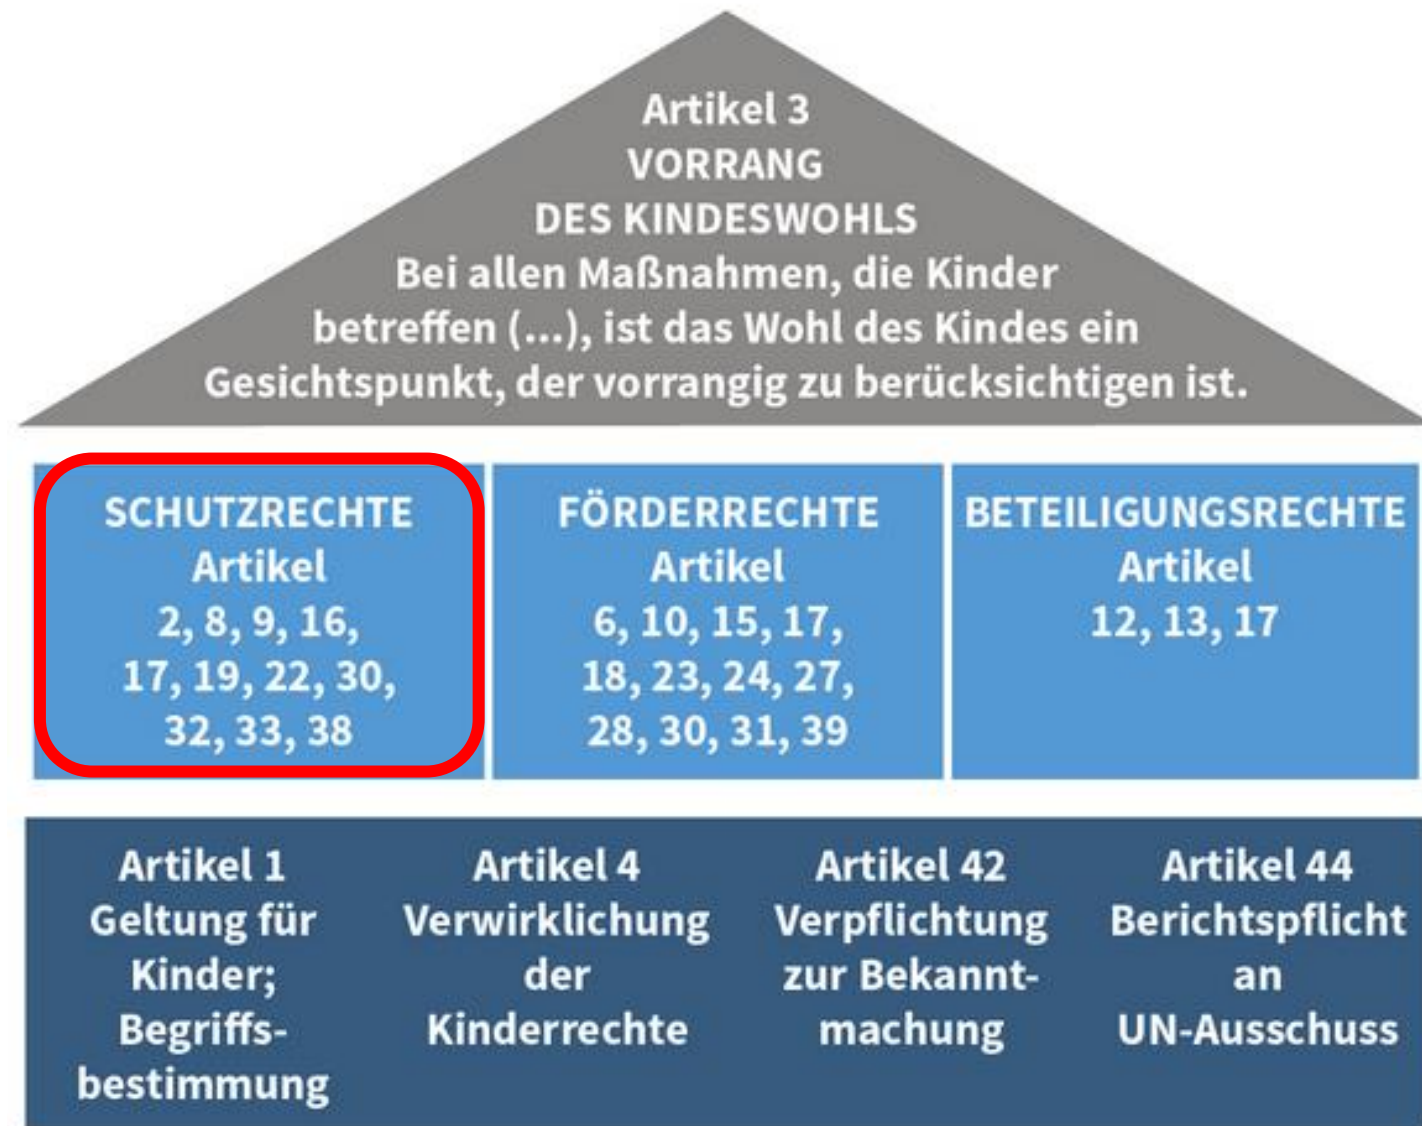 Artikel 3
VORRANG
DES KINDESWOHLS
Bei allen Maßnahmen, die Kinder
betreffen (...), ist das Wohl des Kindes ein
Gesichtspunkt, der vorrangig zu berücksichtigen ist.
SCHUTZRECHTE
Artikel
2, 8, 9, 16,
17, 19, 22, 30,
32, 33, 38
FÖRDERRECHTE
Artikel
6, 10, 15, 17,
18, 23, 24, 27,
28, 30, 31, 39
BETEILIGUNGSRECHTE
Artikel
12, 13, 17
Artikel 1
Geltung für
Kinder;
Begriffs-
bestimmung
Artikel 4
Verwirklichung
der
Kinderrechte
Artikel 42
Verpflichtung
zur Bekannt-
machung
Artikel 44
Berichtspflicht
an
UN-Ausschuss